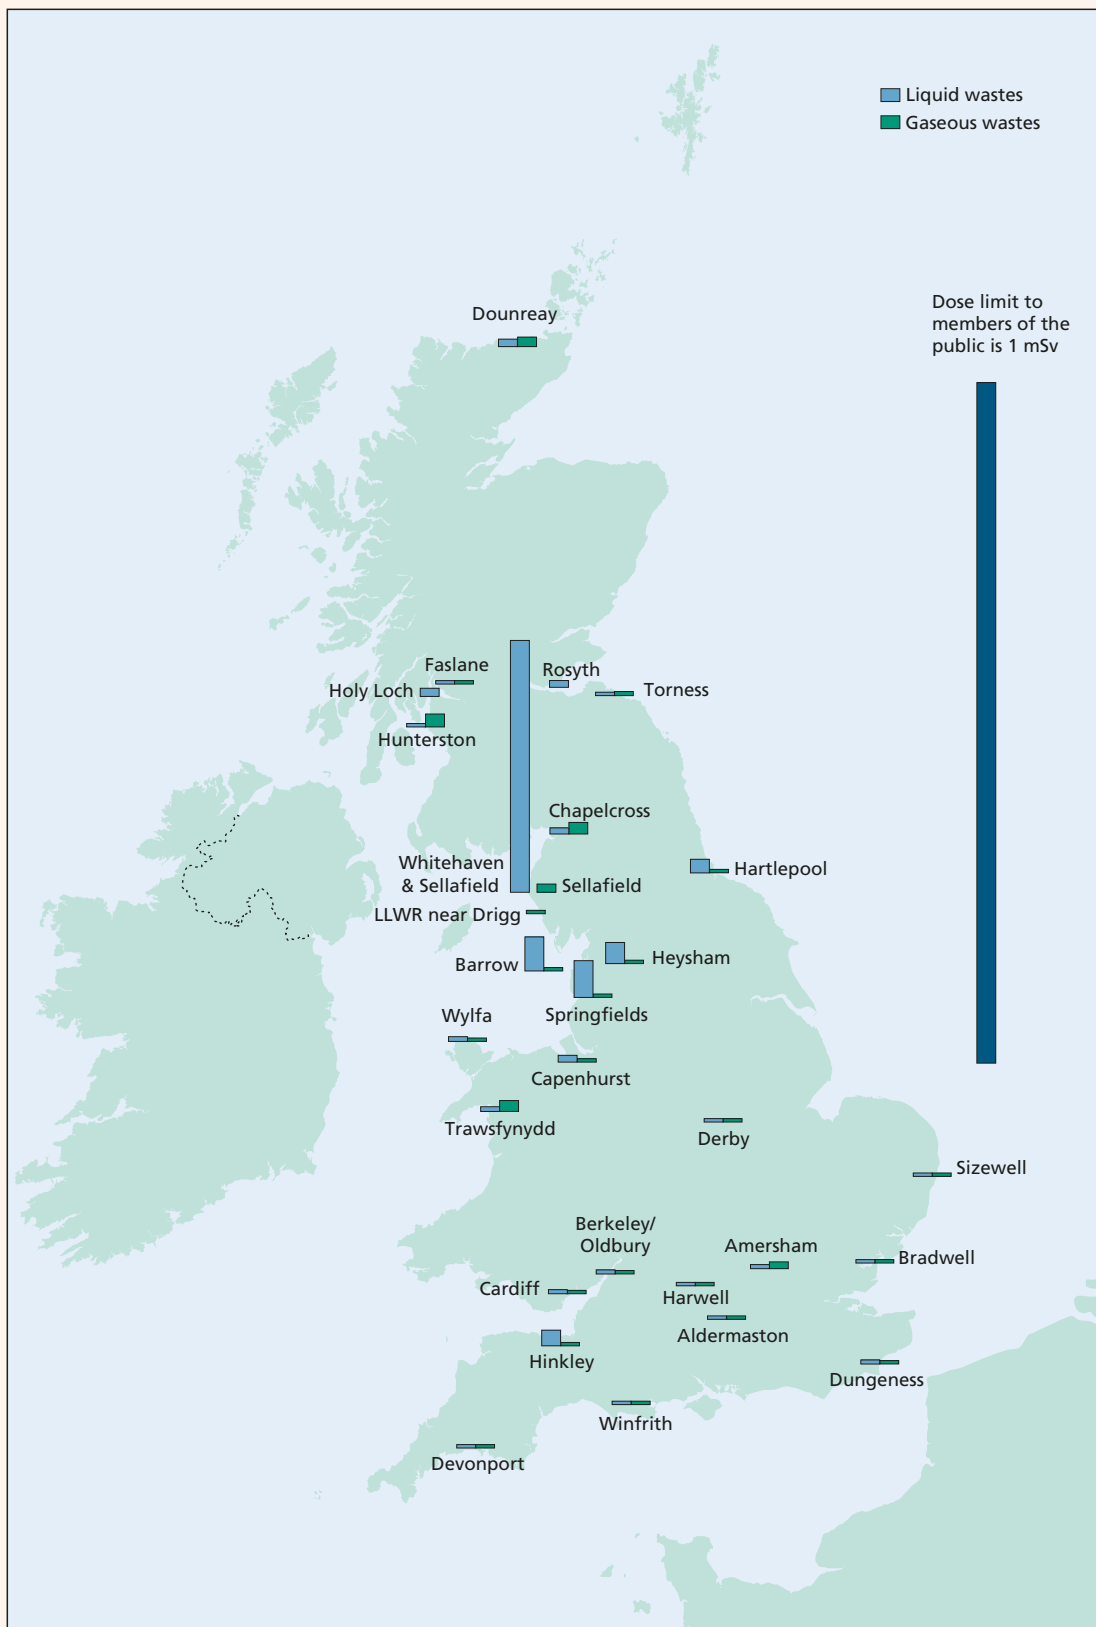 Liquid wastes
Gaseous wastes
Dose limit to
members of the
public is 1 mSv
Dounreay
Faslane
Rosyth
Holy Loch
Torness
Hunterston
Chapelcross
Whitehaven
& Sellafield
Sellafield
Hartlepool
LLWR near Drigg
Barrow
Heysham
Springfields
Wylfa
Capenhurst
Trawsfynydd
Derby
Sizewell
Berkeley/
Oldbury
Amersham
Bradwell
Cardiff
Harwell
Aldermaston
Hinkley
Dungeness
Winfrith
Devonport